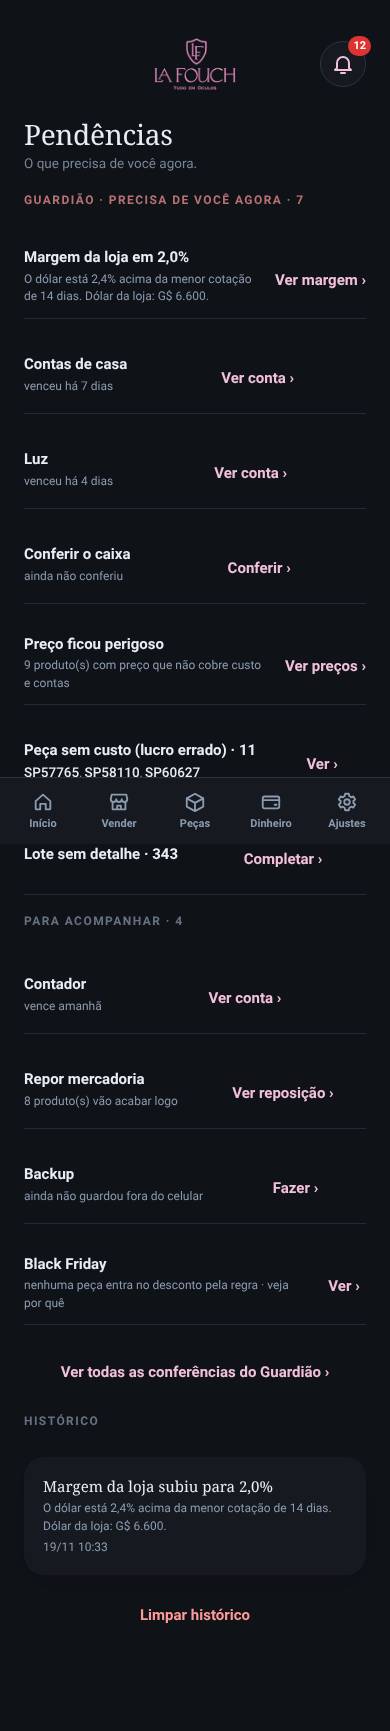 LF
LA FOUCH
TUDO EM ÓCULOS
12
Pendências
O que precisa de você agora.
GUARDIÃO · PRECISA DE VOCÊ AGORA · 7
Margem da loja em 2,0%
O dólar está 2,4% acima da menor cotação
de 14 dias. Dólar da loja: G$ 6.600.
Ver margem ›
Contas de casa
venceu há 7 dias
Ver conta ›
Luz
venceu há 4 dias
Ver conta ›
Conferir o caixa
ainda não conferiu
Conferir ›
Preço ficou perigoso
9 produto(s) com preço que não cobre custo
e contas
Ver preços ›
Peça sem custo (lucro errado) · 11
SP57765, SP58110, SP60627
Ver ›
Início
Vender
Peças
Dinheiro
Ajustes
Lote sem detalhe · 343
Completar ›
PARA ACOMPANHAR · 4
Contador
vence amanhã
Ver conta ›
Repor mercadoria
8 produto(s) vão acabar logo
Ver reposição ›
Backup
ainda não guardou fora do celular
Fazer ›
Black Friday
nenhuma peça entra no desconto pela regra · veja
por quê
Ver ›
Ver todas as conferências do Guardião ›
HISTÓRICO
Margem da loja subiu para 2,0%
O dólar está 2,4% acima da menor cotação de 14 dias.
Dólar da loja: G$ 6.600.
19/11 10:33
Limpar histórico